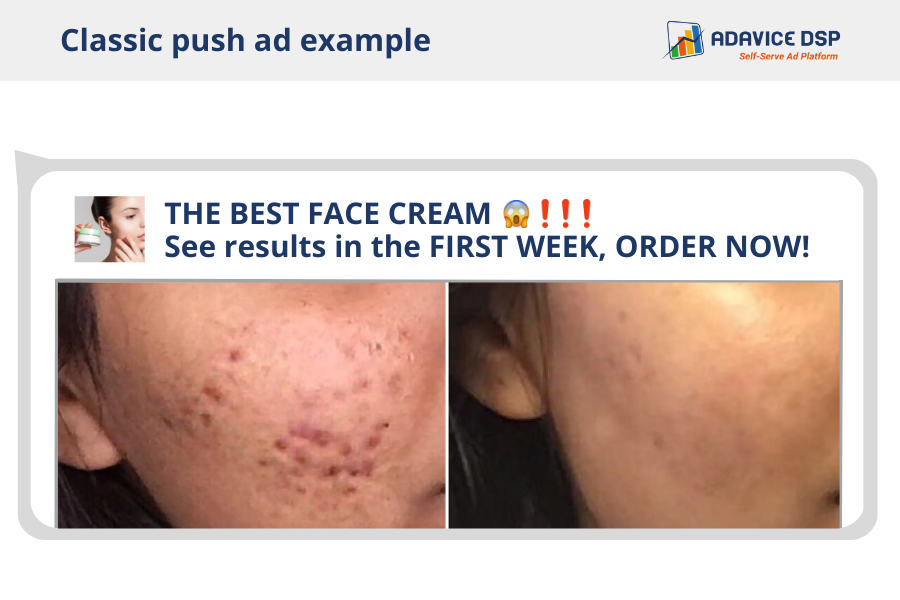 Classic push ad example
ADAVICE DSP
Self-Serve Ad Platform
THE BEST FACE CREAM 😱❗❗❗
See results in the FIRST WEEK, ORDER NOW!